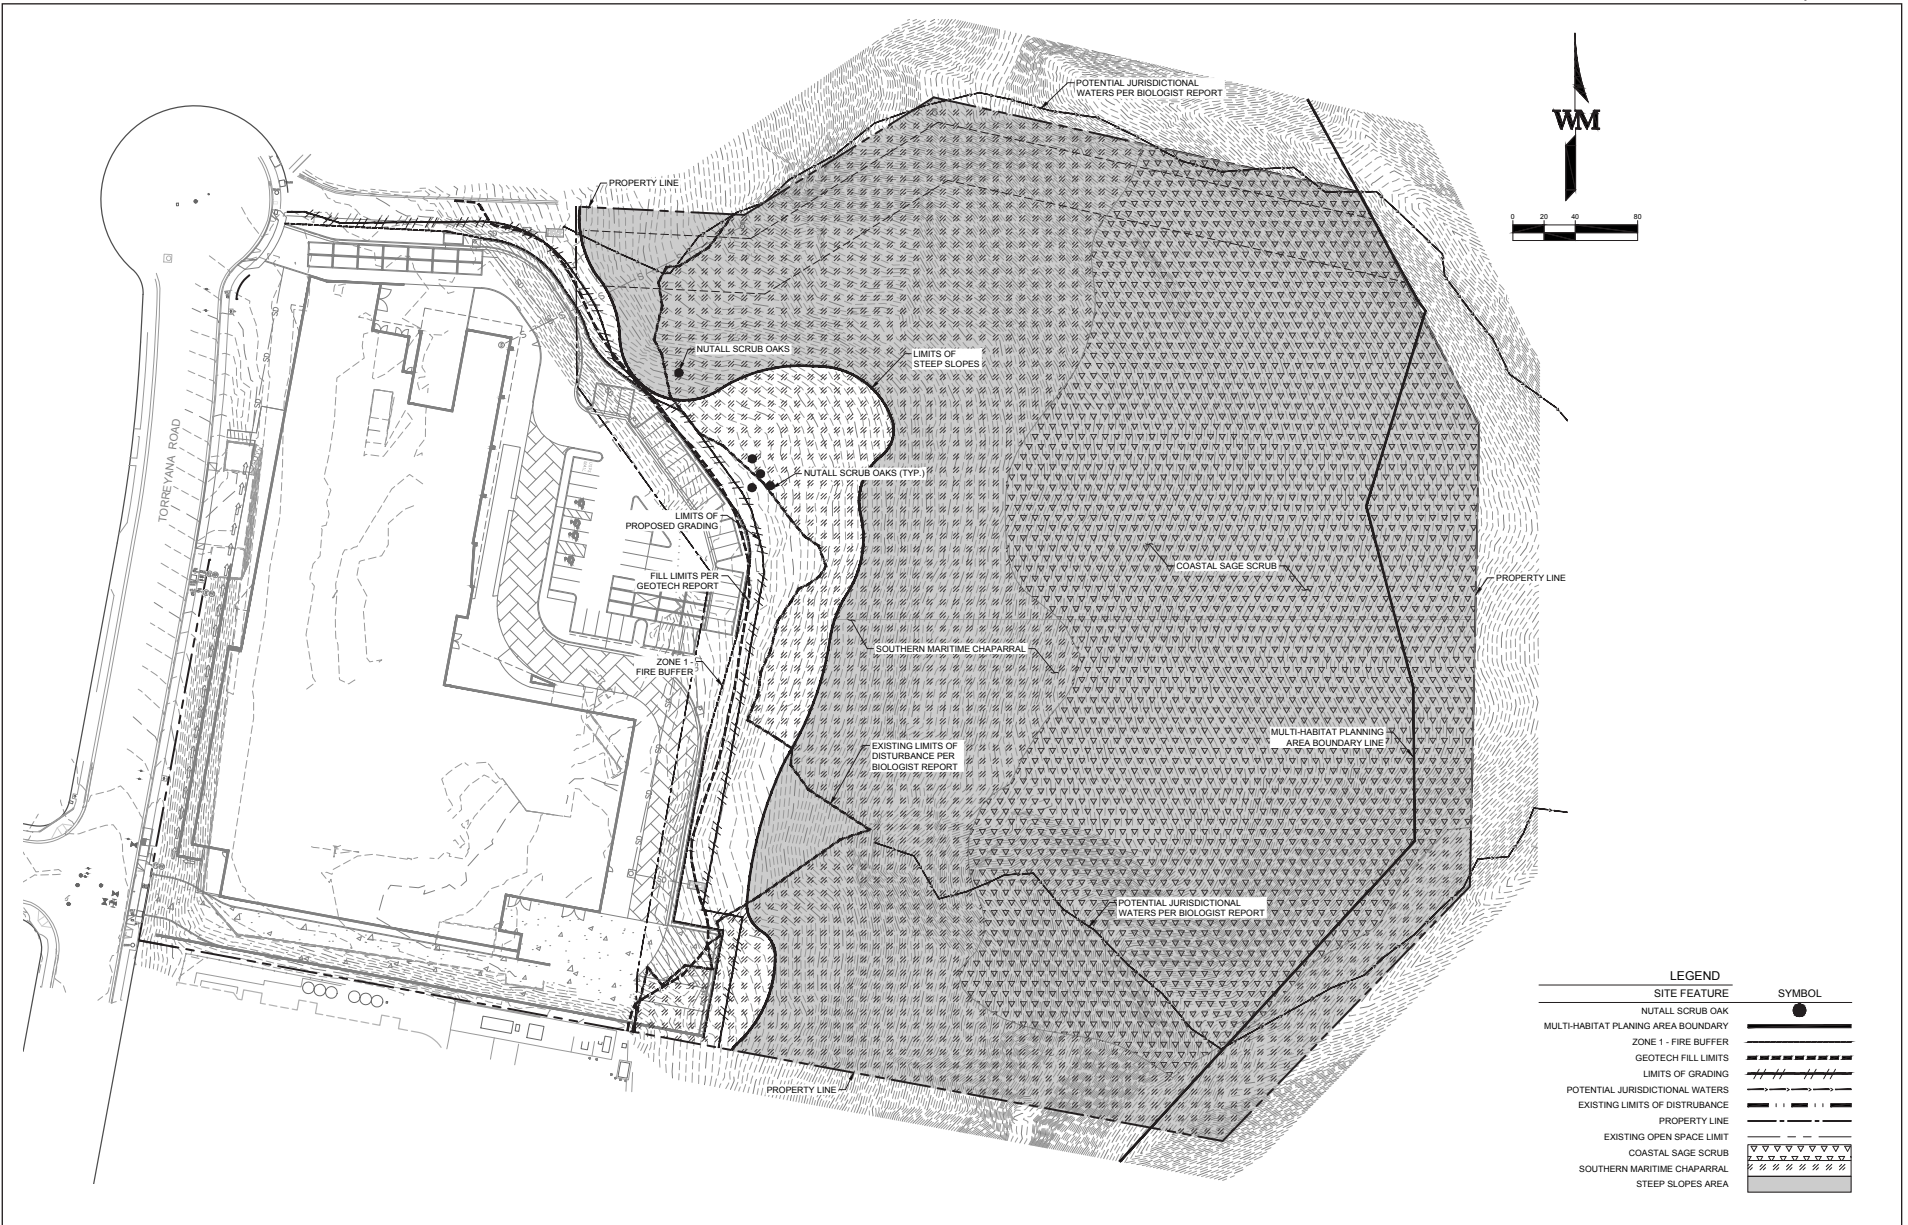 POTENTIAL JURISDICTIONAL
WATERS PER BIOLOGIST REPORT
WM
PROPERTY LINE
0 20 40 80
NUTALL SCRUB OAKS
LIMITS OF
STEEP SLOPES
TORREYANA ROAD
NUTALL SCRUB OAKS (TYP.)
LIMITS OF
PROPOSED GRADING
FILL LIMITS PER
GEOTECH REPORT
COASTAL SAGE SCRUB
PROPERTY LINE
SOUTHERN MARITIME CHAPARRAL
ZONE 1 -
FIRE BUFFER
MULTI-HABITAT PLANNING
AREA BOUNDARY LINE
EXISTING LIMITS OF
DISTURBANCE PER
BIOLOGIST REPORT
POTENTIAL JURISDICTIONAL
WATERS PER BIOLOGIST REPORT
PROPERTY LINE
LEGEND
SITE FEATURE SYMBOL
NUTALL SCRUB OAK
MULTI-HABITAT PLANING AREA BOUNDARY
ZONE 1 - FIRE BUFFER
GEOTECH FILL LIMITS
LIMITS OF GRADING
POTENTIAL JURISDICTIONAL WATERS
EXISTING LIMITS OF DISTRUBANCE
PROPERTY LINE
EXISTING OPEN SPACE LIMIT
COASTAL SAGE SCRUB
SOUTHERN MARITIME CHAPARRAL
STEEP SLOPES AREA